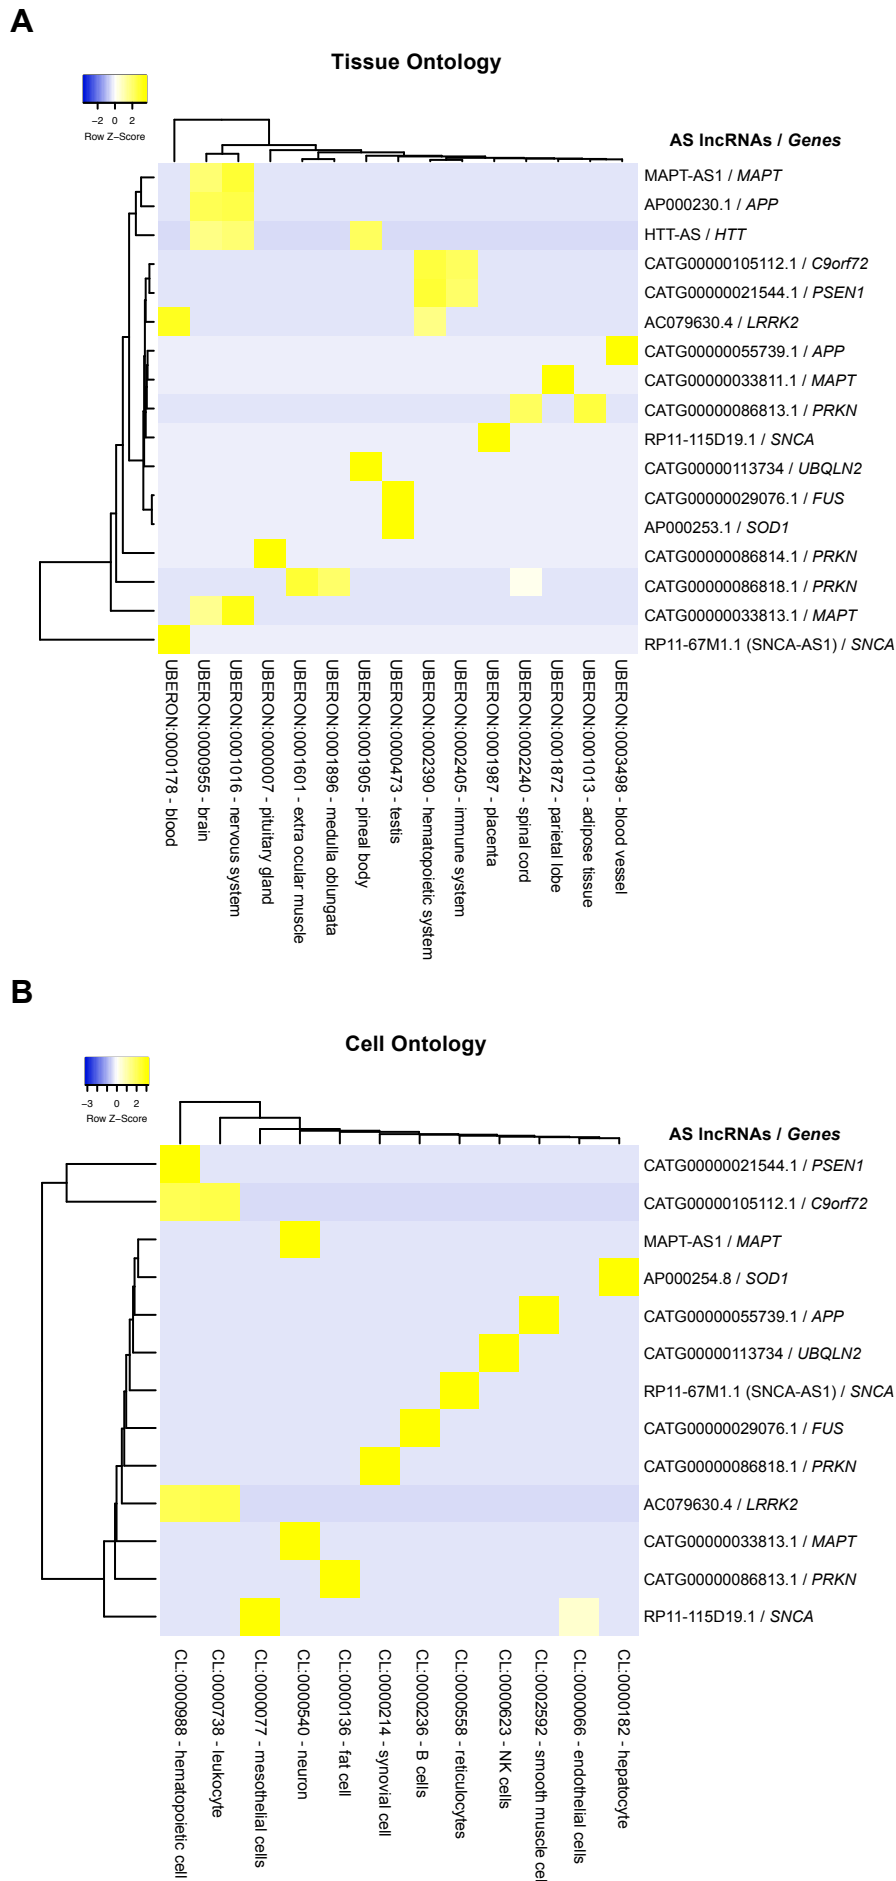 A
Tissue Ontology
−2 0 2
Row Z−Score
AS lncRNAs / Genes
MAPT-AS1 / MAPT
AP000230.1 / APP
HTT-AS / HTT
CATG00000105112.1 / C9orf72
CATG00000021544.1 / PSEN1
AC079630.4 / LRRK2
CATG00000055739.1 / APP
CATG00000033811.1 / MAPT
CATG00000086813.1 / PRKN
RP11-115D19.1 / SNCA
CATG00000113734 / UBQLN2
CATG00000029076.1 / FUS
AP000253.1 / SOD1
CATG00000086814.1 / PRKN
CATG00000086818.1 / PRKN
CATG00000033813.1 / MAPT
RP11-67M1.1 (SNCA-AS1) / SNCA
UBERON:0000178 - blood
UBERON:0000955 - brain
UBERON:0001016 - nervous system
UBERON:0000007 - pituitary gland
UBERON:0001601 - extra ocular muscle
UBERON:0001896 - medulla oblungata
UBERON:0001905 - pineal body
UBERON:0000473 - testis
UBERON:0002390 - hematopoietic system
UBERON:0002405 - immune system
UBERON:0001987 - placenta
UBERON:0002240 - spinal cord
UBERON:0001872 - parietal lobe
UBERON:0001013 - adipose tissue
UBERON:0003498 - blood vessel
B
Cell Ontology
−3 0 2
Row Z−Score
AS lncRNAs / Genes
CATG00000021544.1 / PSEN1
CATG00000105112.1 / C9orf72
MAPT-AS1 / MAPT
AP000254.8 / SOD1
CATG00000055739.1 / APP
CATG00000113734 / UBQLN2
RP11-67M1.1 (SNCA-AS1) / SNCA
CATG00000029076.1 / FUS
CATG00000086818.1 / PRKN
AC079630.4 / LRRK2
CATG00000033813.1 / MAPT
CATG00000086813.1 / PRKN
RP11-115D19.1 / SNCA
CL:0000988 - hematopoietic cell
CL:0000738 - leukocyte
CL:0000077 - mesothelial cells
CL:0000540 - neuron
CL:0000136 - fat cell
CL:0000214 - synovial cell
CL:0000236 - B cells
CL:0000558 - reticulocytes
CL:0000623 - NK cells
CL:0002592 - smooth muscle cel
CL:0000066 - endothelial cells
CL:0000182 - hepatocyte